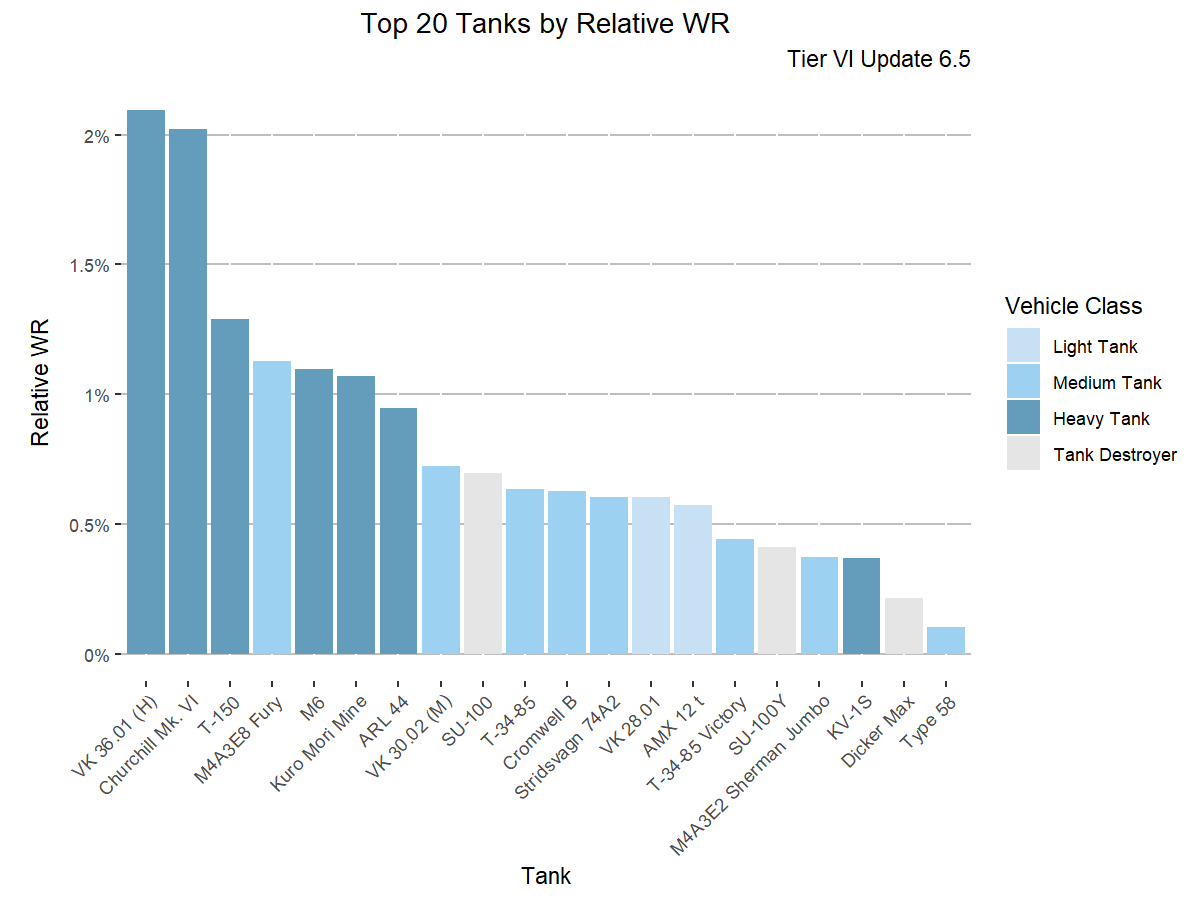 Top 20 Tanks by Relative WR
Tier VI Update 6.5
2%
1.5%
1%
0.5%
0%
Relative WR
VK 36.01 (H)
Churchill Mk. VI
T-150
M4A3E8 Fury
M6
Kuro Mori Mine
ARL 44
VK 30.02 (M)
SU-100
T-34-85
Cromwell B
Stridsvagn 74A2
VK 28.01
AMX 12 t
T-34-85 Victory
SU-100Y
M4A3E2 Sherman Jumbo
KV-1S
Dicker Max
Type 58
Tank
Vehicle Class
Light Tank
Medium Tank
Heavy Tank
Tank Destroyer